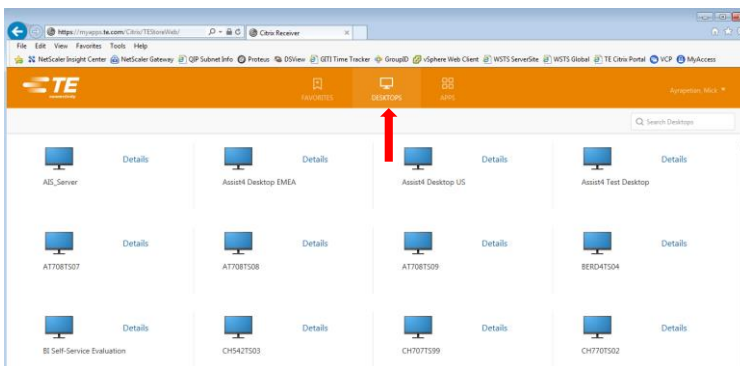 https://myapps.te.com/Citrix/TEStoreWeb/
Citrix Receiver
File Edit View Favorites Tools Help
NetScaler Insight Center NetScaler Gateway QIP Subnet Info Proteus DSView GITI Time Tracker GroupID vSphere Web Client WSTS ServerSite WSTS Global TE Citrix Portal VCP MyAccess
TE
FAVORITES DESKTOPS APPS Ayrapetian, Mick
Search Desktops
Details Details Details Details
AIS_Server Assist4 Desktop EMEA Assist4 Desktop US Assist4 Test Desktop
Details Details Details Details
AT708TS07 AT708TS08 AT708TS09 BERD4TS04
Details Details Details Details
BI Self-Service Evaluation CH542TS03 CH707TS99 CH770TS02